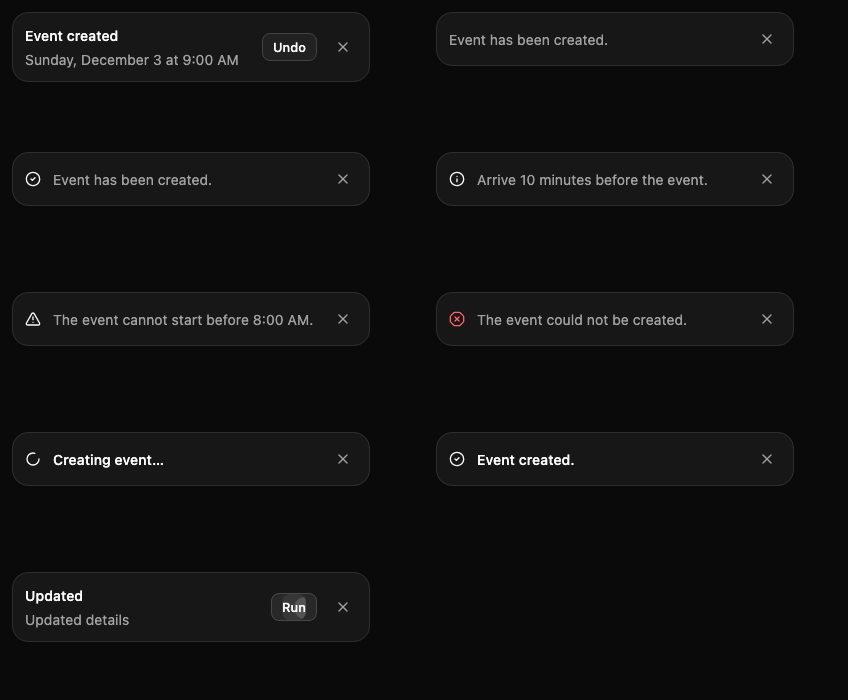 Event created
Sunday, December 3 at 9:00 AM
Undo
Event has been created.
Event has been created.
Arrive 10 minutes before the event.
The event cannot start before 8:00 AM.
The event could not be created.
Creating event...
Event created.
Updated
Updated details
Run